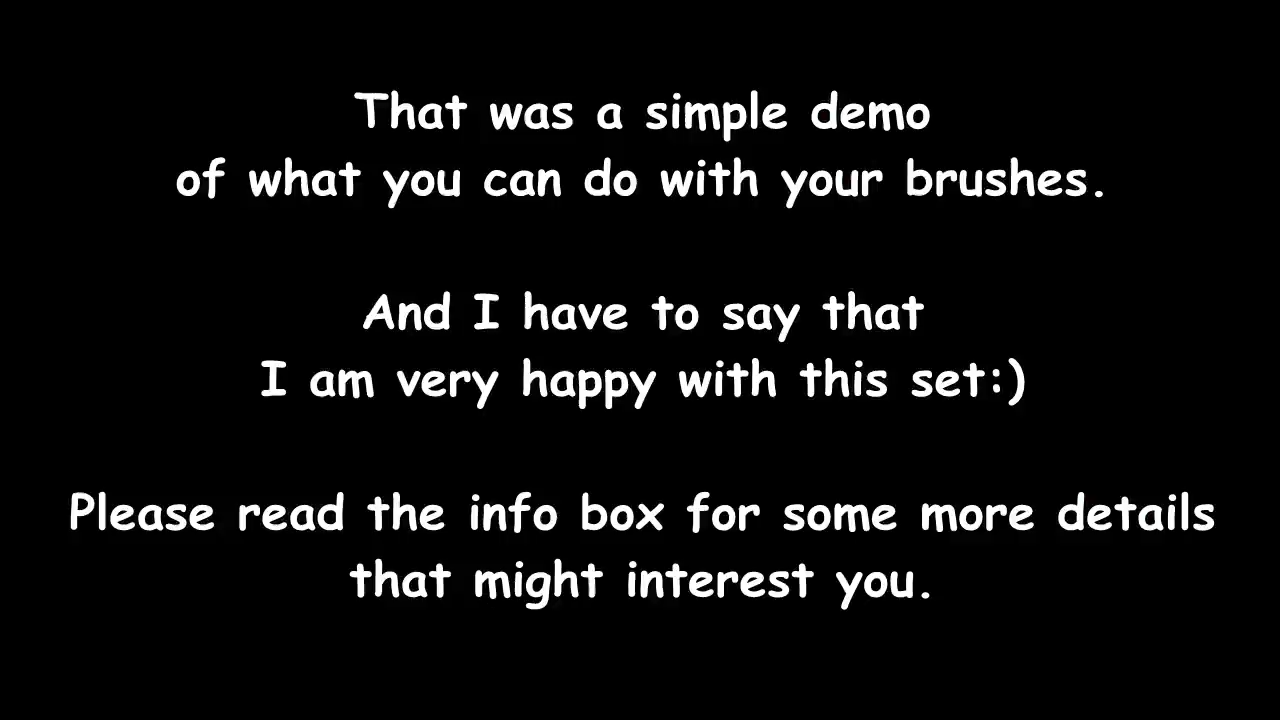 That was a simple demo
of what you can do with your brushes.
And I have to say that
I am very happy with this set:)
Please read the info box for some more details
that might interest you.